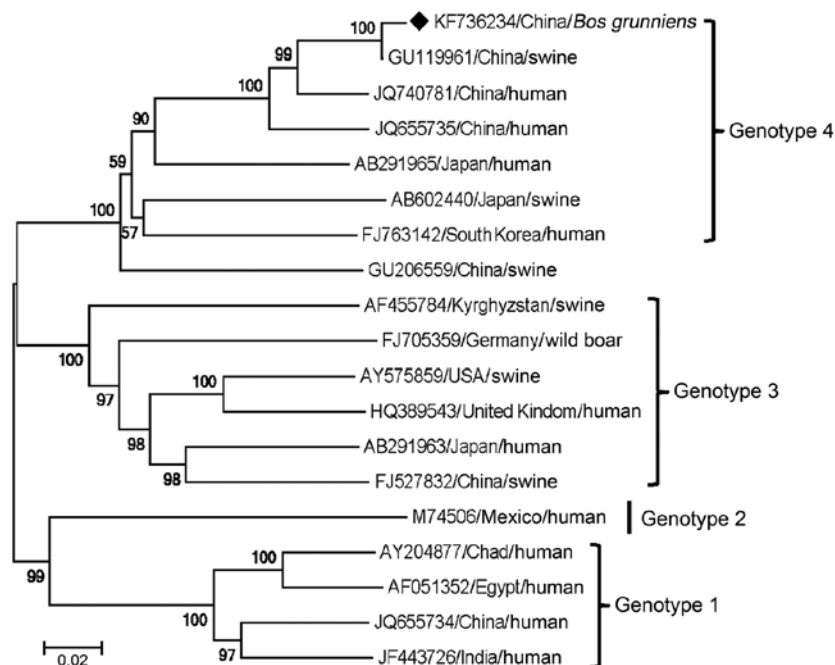 100
KF736234/China/Bos grunniens
99
GU119961/China/swine
100
JQ740781/China/human
90
JQ655735/China/human
Genotype 4
59
AB291965/Japan/human
100
AB602440/Japan/swine
57
FJ763142/South Korea/human
GU206559/China/swine
AF455784/Kyrghyzstan/swine
100
FJ705359/Germany/wild boar
100
AY575859/USA/swine
Genotype 3
97
HQ389543/United Kindom/human
98
AB291963/Japan/human
98
FJ527832/China/swine
M74506/Mexico/human
Genotype 2
99
100
AY204877/Chad/human
AF051352/Egypt/human
Genotype 1
100
JQ655734/China/human
97
JF443726/India/human
0.02